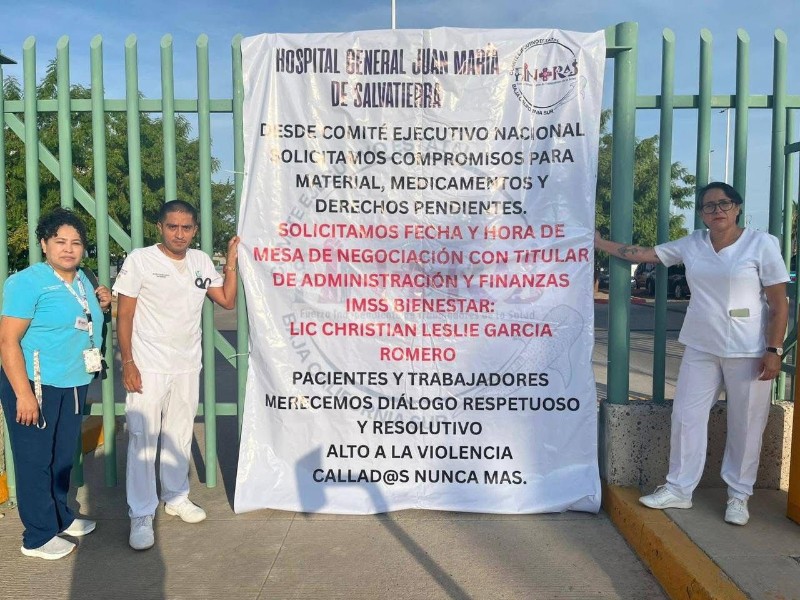 HOSPITAL GENERAL JUAN MARÍA
DE SALVATIERRA
DESDE COMITÉ EJECUTIVO NACIONAL
SOLICITAMOS COMPROMISOS PARA
MATERIAL, MEDICAMENTOS Y
DERECHOS PENDIENTES.
SOLICITAMOS FECHA Y HORA DE
MESA DE NEGOCIACIÓN CON TITULAR
DE ADMINISTRACIÓN Y FINANZAS
IMSS BIENESTAR:
LIC CHRISTIAN LESLIE GARCIA
ROMERO
PACIENTES Y TRABAJADORES
MERECEMOS DIÁLOGO RESPETUOSO
Y RESOLUTIVO
ALTO A LA VIOLENCIA
CALLAD@S NUNCA MAS.